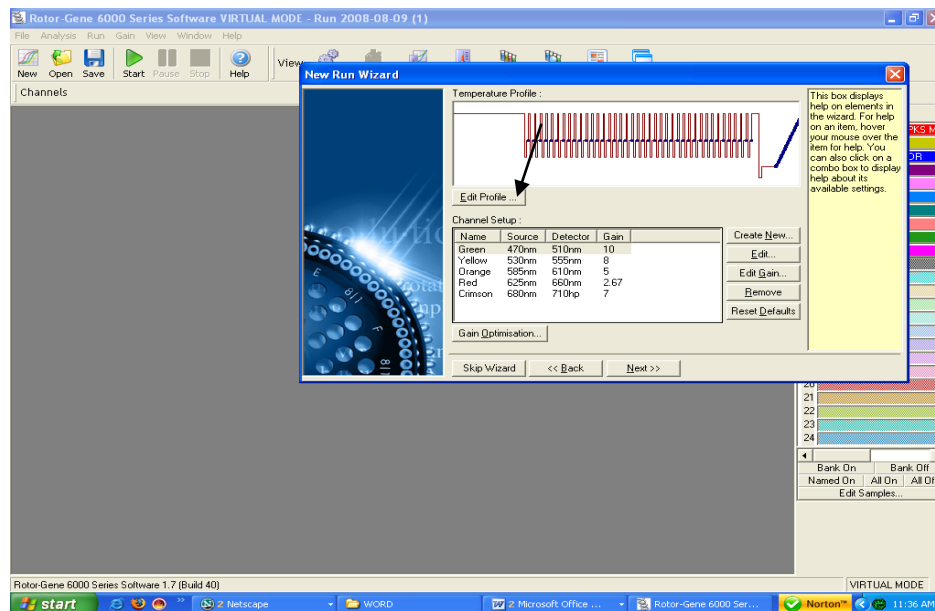 Rotor-Gene 6000 Series Software VIRTUAL MODE - Run 2008-08-09 (1)
File Analysis Run Gain View Window Help
New Open Save Start Pause Stop Help View
Channels
New Run Wizard
Temperature Profile :
Edit Profile ...
Channel Setup :
Name Source Detector Gain
Green 470nm 510nm 10
Yellow 530nm 555nm 8
Orange 585nm 610nm 5
Red 625nm 660nm 2.67
Crimson 680nm 710hp 7
Create New...
Edit...
Edit Gain...
Remove
Reset Defaults
Gain Optimisation...
Skip Wizard << Back Next >>
This box displays
help on elements in
the wizard. For help
on an item, hover
your mouse over the
item for help. You
can also click on a
combo box to display
help about its
available settings.
21
22
23
24
Bank On Bank Off
Named On All On All Of
Edit Samples...
Rotor-Gene 6000 Series Software 1.7 (Build 40) VIRTUAL MODE
start 2 Netscape WORD 2 Microsoft Office ... Rotor-Gene 6000 Ser... Norton™ 11:36 AM